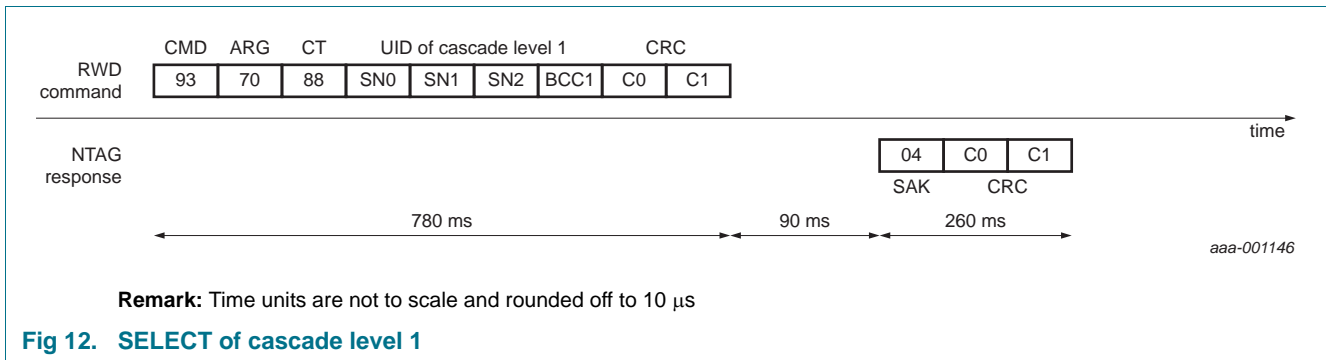 CMD ARG CT UID of cascade level 1 CRC
RWD
command
93 70 88 SN0 SN1 SN2 BCC1 C0 C1
time
NTAG
response
04 C0 C1
SAK CRC
780 ms 90 ms 260 ms
aaa-001146
Remark: Time units are not to scale and rounded off to 10 μs
Fig 12. SELECT of cascade level 1